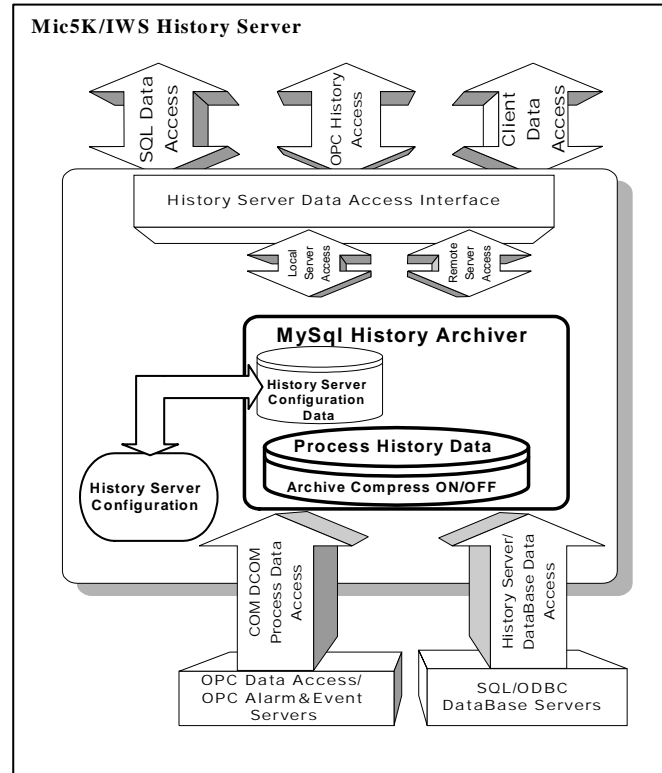 Mic5K/IWS History Server
SQL Data
Access
OPC History
Access
Client
Data
Access
History Server Data Access Interface
Local
Server
Access
Remote
Server
Access
MySql History Archiver
History Server
Configuration
Data
Process History Data
Archive Compress ON/OFF
History Server
Configuration
COM DCOM
Process Data
Access
History Server/
DataBase Data
Access
OPC Data Access/
OPC Alarm&Event
Servers
SQL/ODBC
DataBase Servers